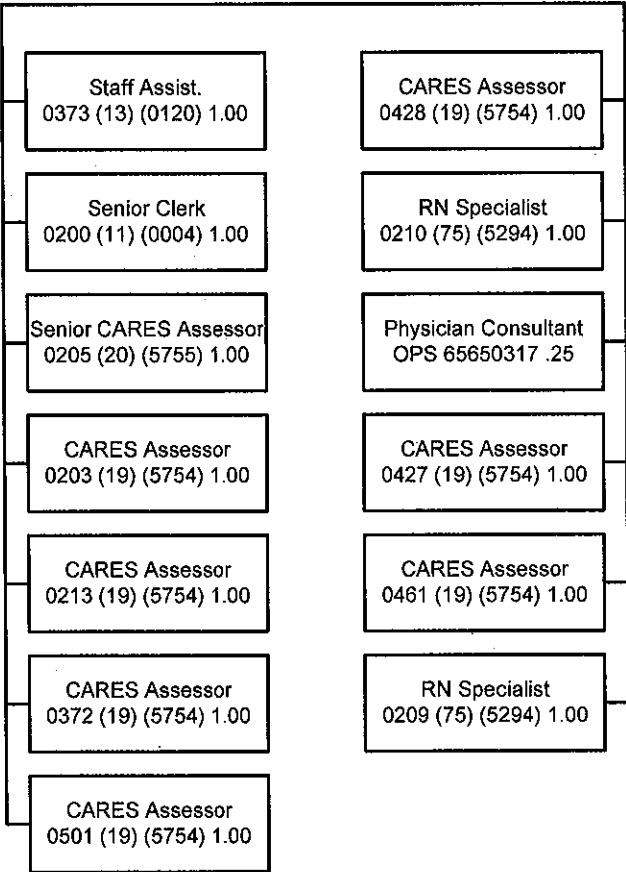 Staff Assist.
0373 (13) (0120) 1.00
Senior Clerk
0200 (11) (0004) 1.00
Senior CARES Assessor
0205 (20) (5755) 1.00
CARES Assessor
0203 (19) (5754) 1.00
CARES Assessor
0213 (19) (5754) 1.00
CARES Assessor
0372 (19) (5754) 1.00
CARES Assessor
0501 (19) (5754) 1.00
CARES Assessor
0428 (19) (5754) 1.00
RN Specialist
0210 (75) (5294) 1.00
Physician Consultant
OPS 65650317 .25
CARES Assessor
0427 (19) (5754) 1.00
CARES Assessor
0461 (19) (5754) 1.00
RN Specialist
0209 (75) (5294) 1.00